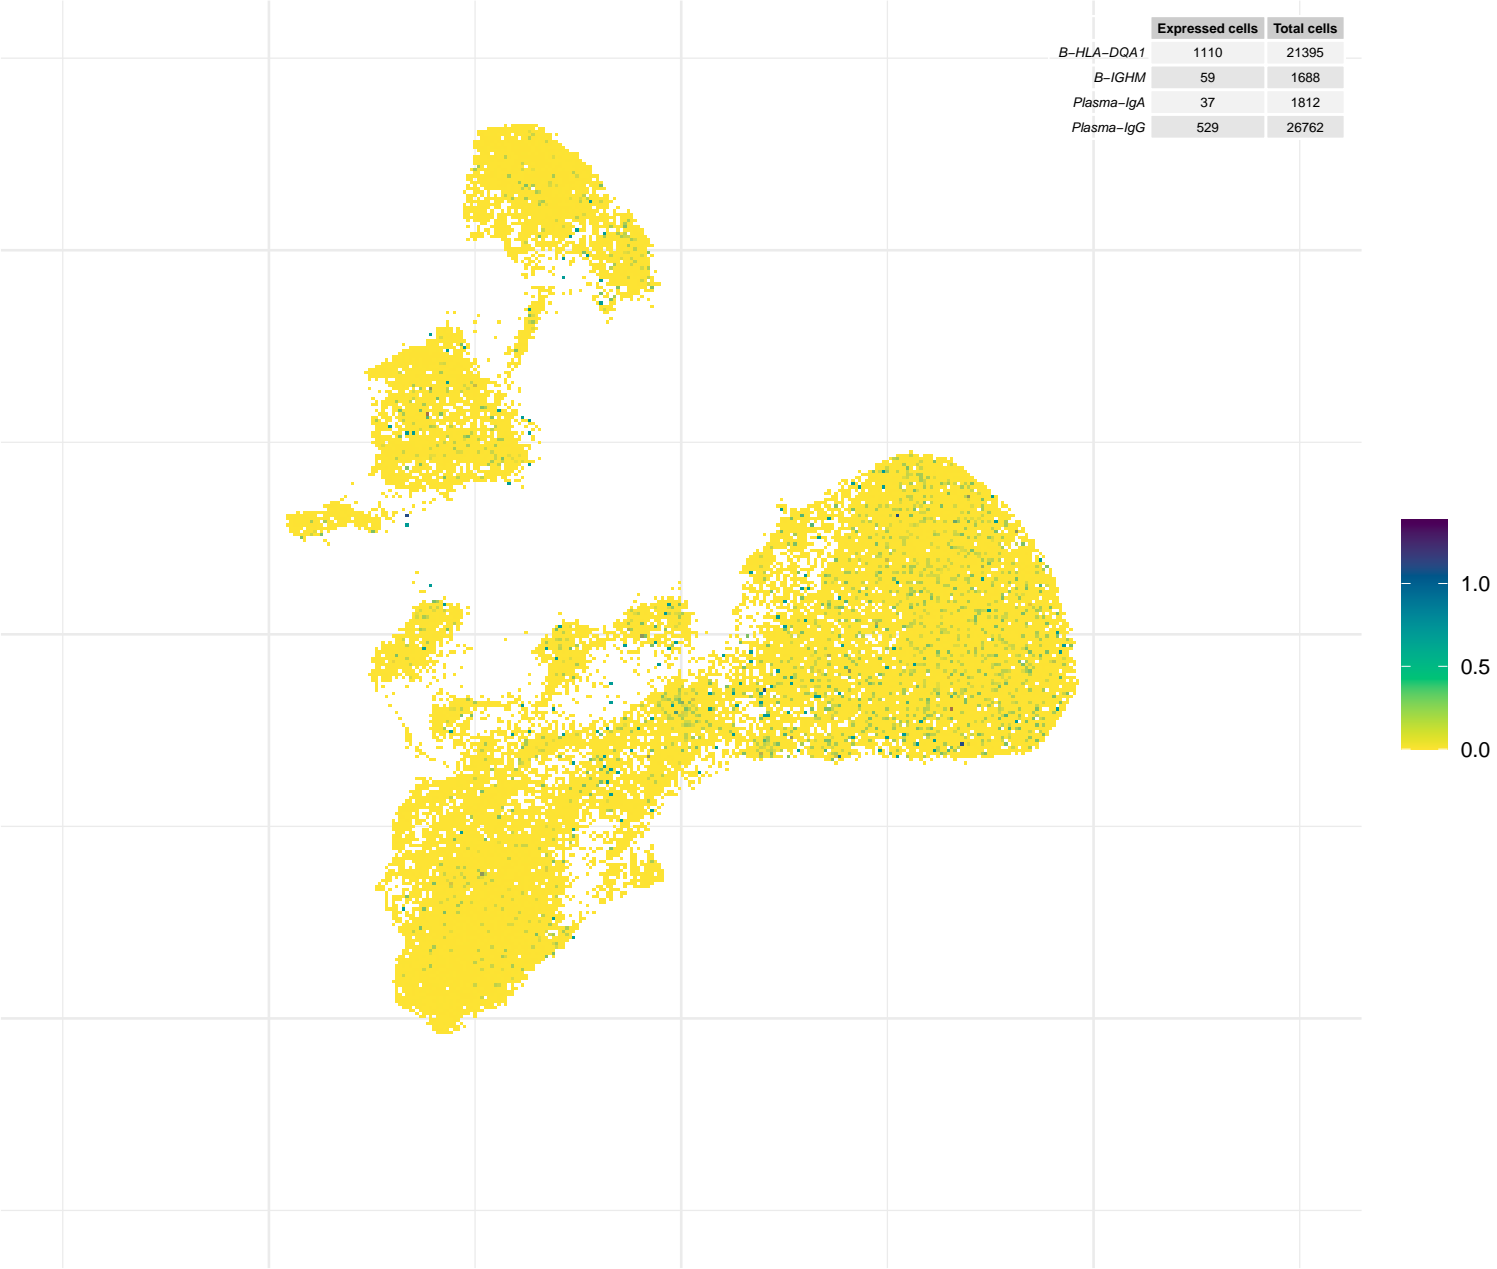 Expressed cells Total cells
B−HLA−DQA1 1110 21395
B−IGHM 59 1688
Plasma−IgA 37 1812
Plasma−IgG 529 26762
1.0
0.5
0.0